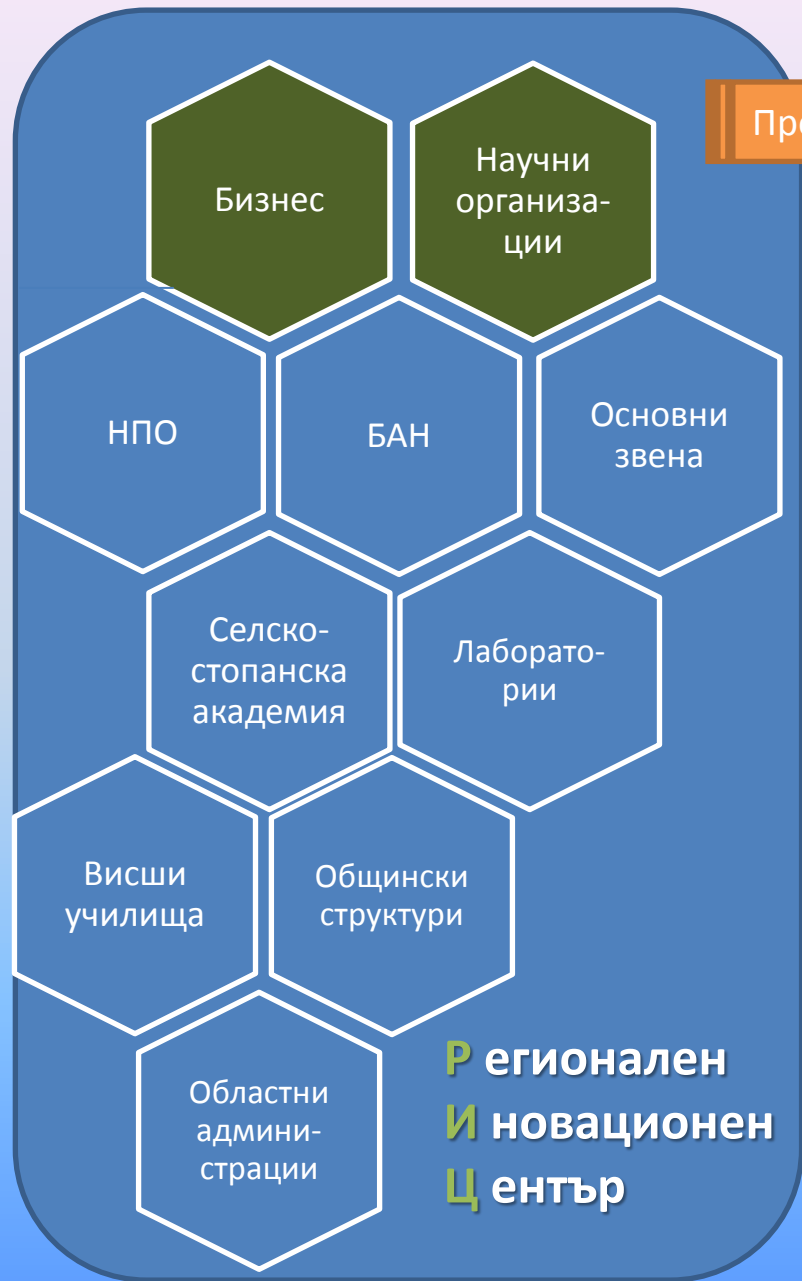 Бизнес
Научни
организа-
ции
НПО
БАН
Основни
звена
Селско-
стопанска
академия
Лаборато-
рии
Висши
училища
Общински
структури
Областни
админи-
страции
Р егионален
И новационен
Ц ентър